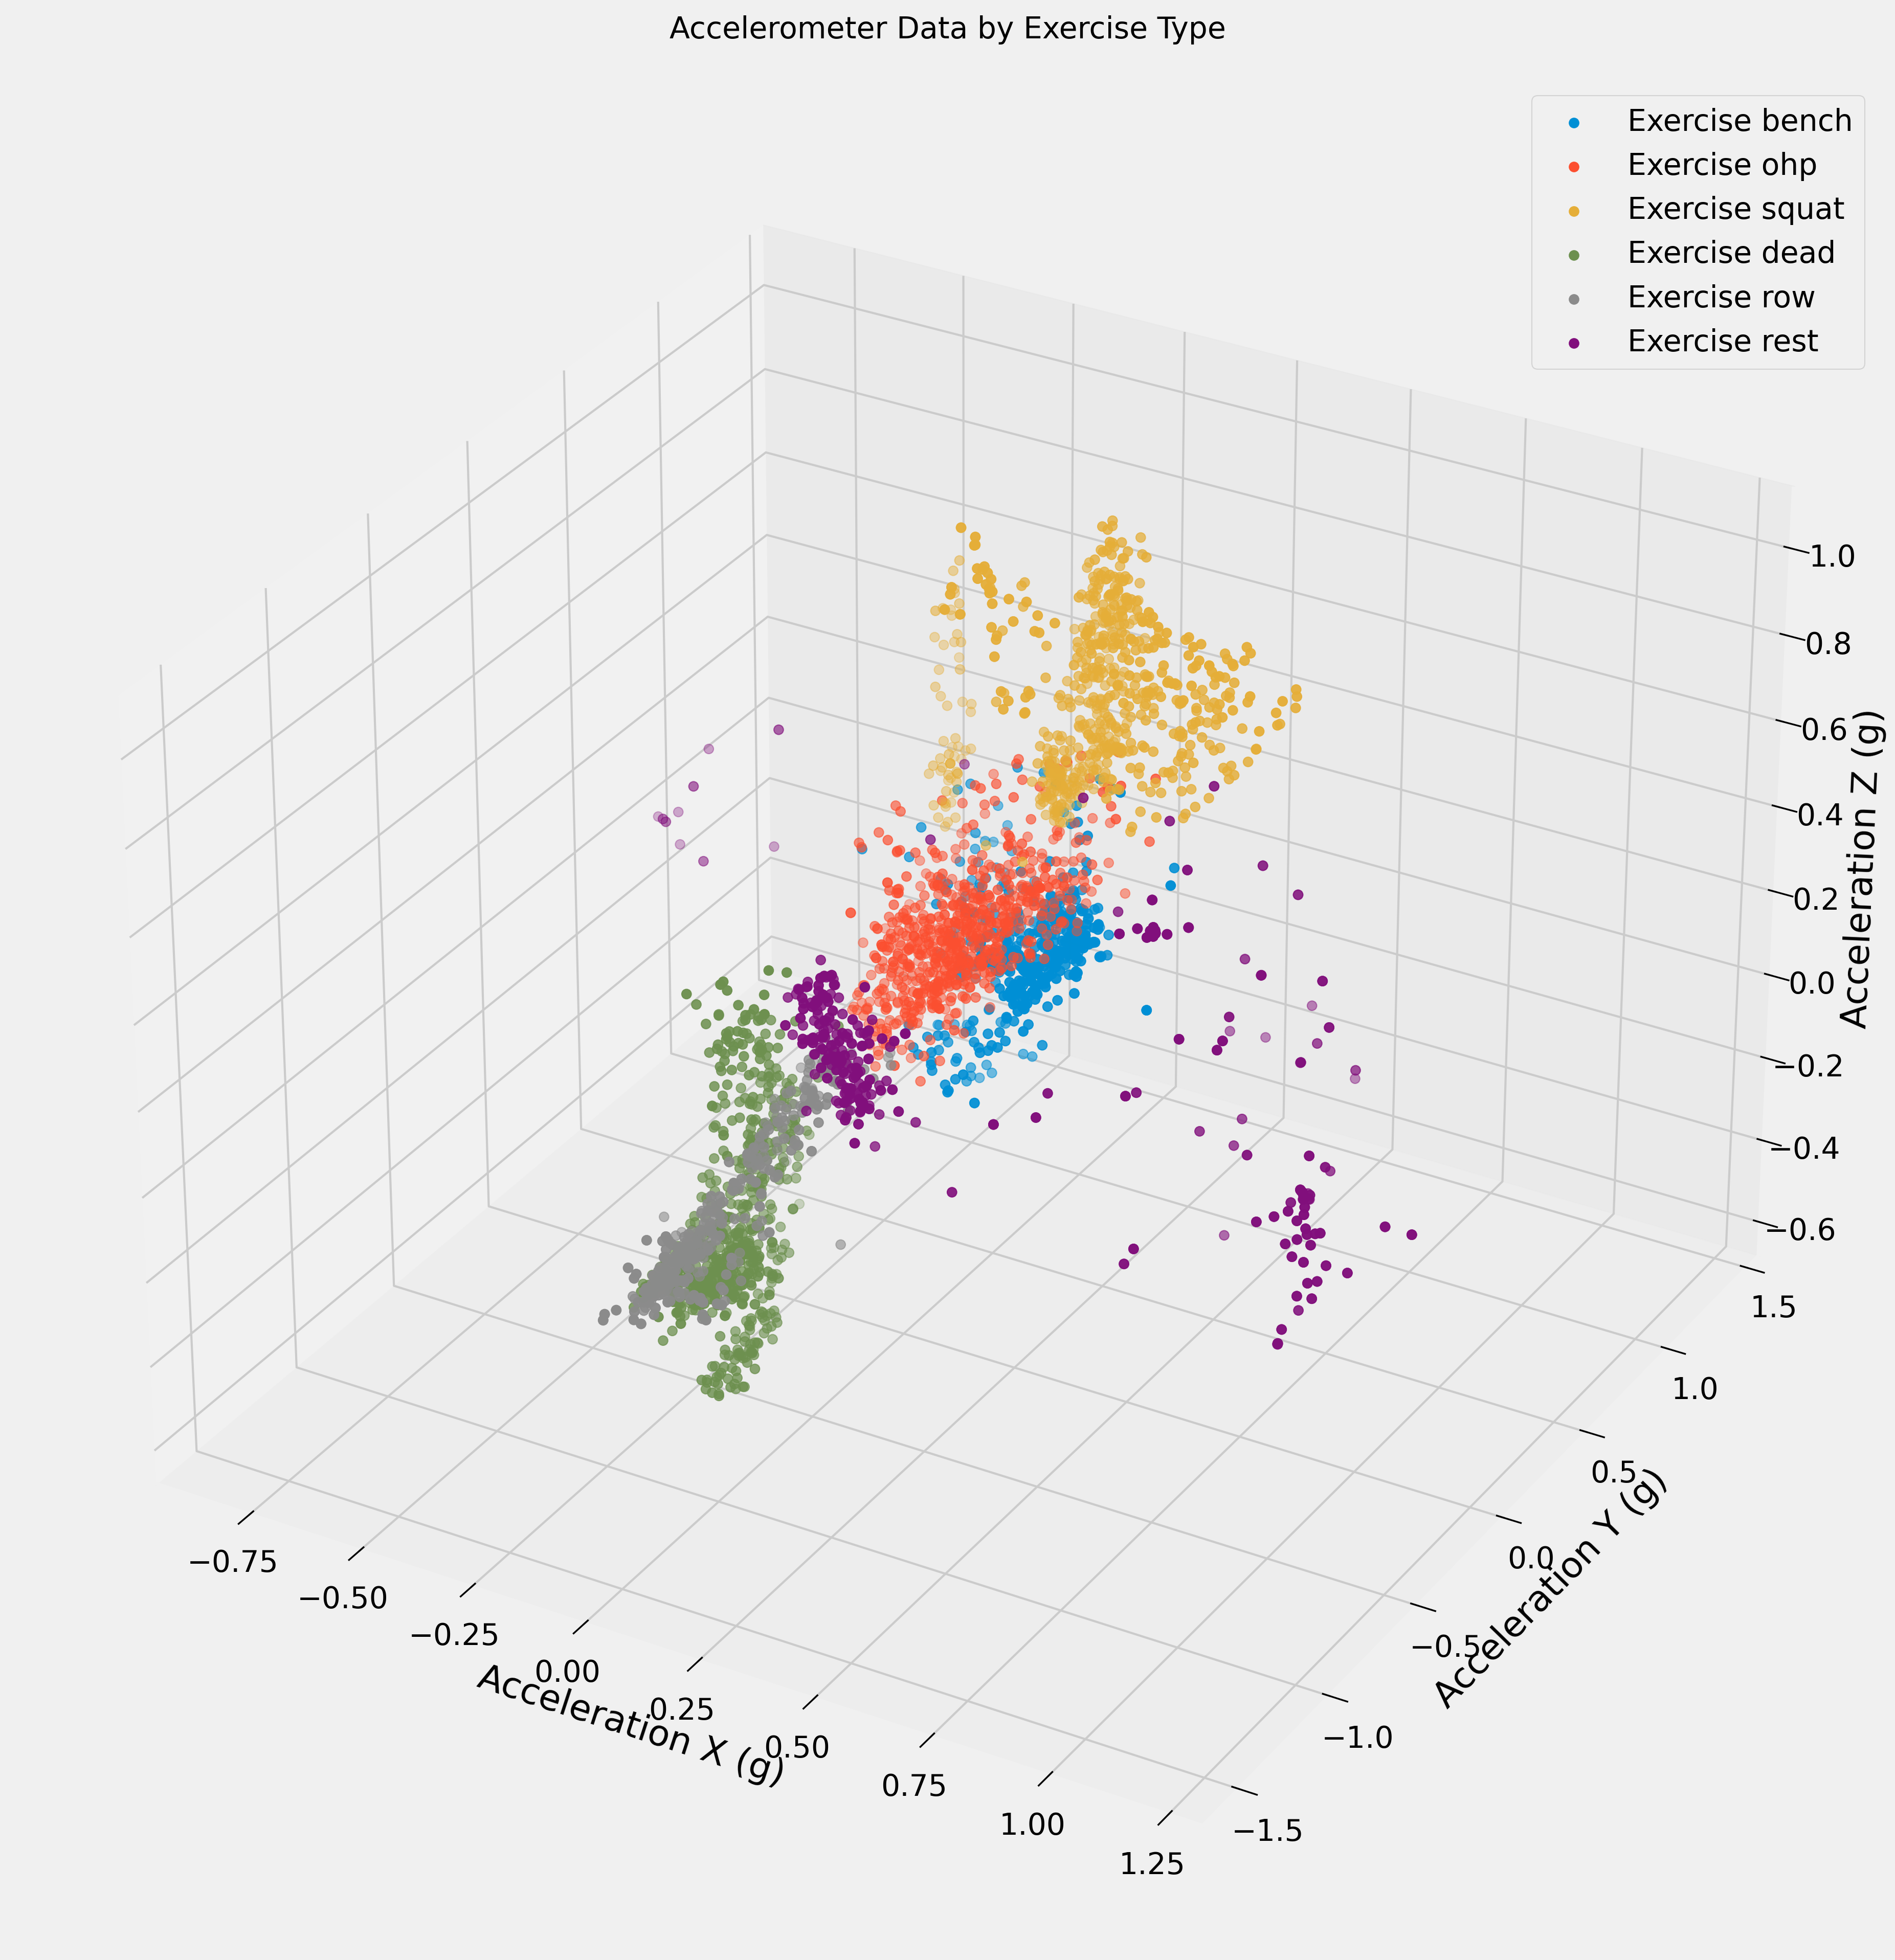 Accelerometer Data by Exercise Type
Exercise bench
Exercise ohp
Exercise squat
Exercise dead
Exercise row
Exercise rest
1.0
0.8
0.6
0.4
0.2
0.0
−0.2
−0.4
−0.6
Acceleration Z (g)
1.5
1.0
0.5
0.0
−0.5
−1.0
−1.5
Acceleration Y (g)
−0.75
−0.50
−0.25
0.00
0.25
0.50
0.75
1.00
1.25
Acceleration X (g)